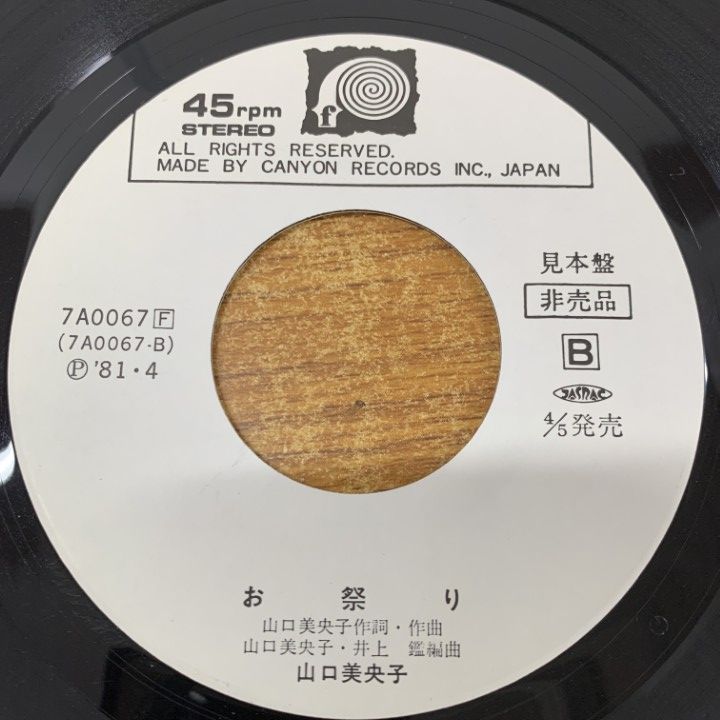 45rpm
STEREO
f
ALL RIGHTS RESERVED.
MADE BY CANYON RECORDS INC., JAPAN
見本盤
非売品
7A0067 F
(7A0067-B)
Ⓟ '81・4
B
JASRAC
4/5発売
お祭り
山口美央子作詞・作曲
山口美央子・井上 鑑編曲
山口美央子